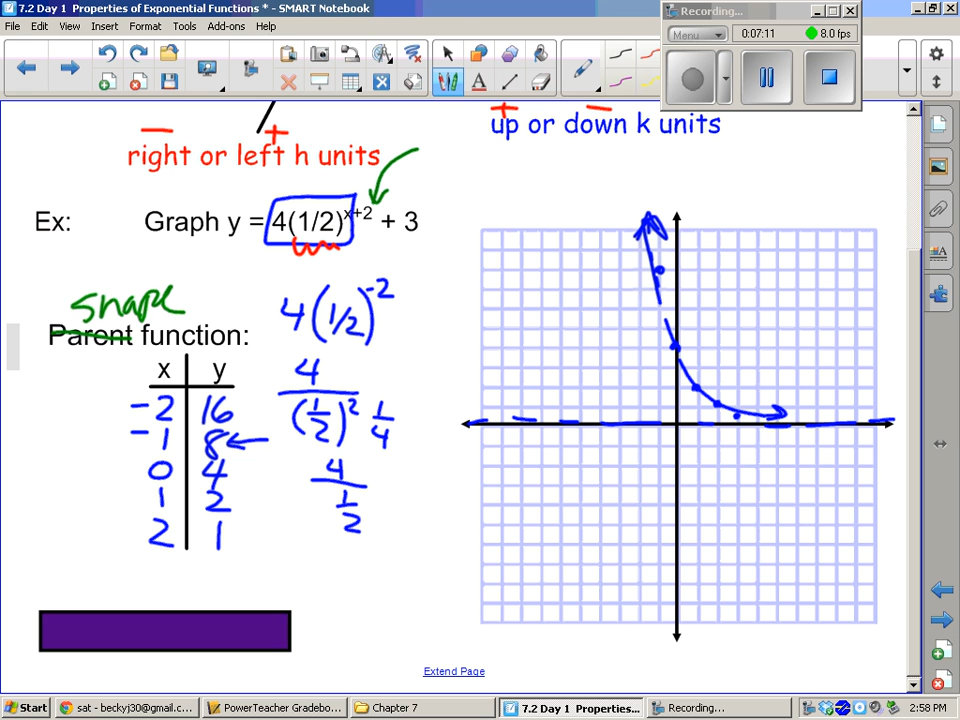 7.2 Day 1 Properties of Exponential Functions * - SMART Notebook
File Edit View Insert Format Tools Add-ons Help
Recording...
Menu 0:07:11 8.0 fps
− + + −
right or left h units
up or down k units
Ex: Graph y = 4(1/2)^x+2 + 3
shape
Parent function:
4(1/2)^-2
x y
-2 16
-1 8
0 4
1 2
2 1
4
(1/2)^2 1/4
4
1/2
Extend Page
Start sat - beckyj30@gmail.c... PowerTeacher Gradebo... Chapter 7 7.2 Day 1 Properties... Recording... 2:58 PM